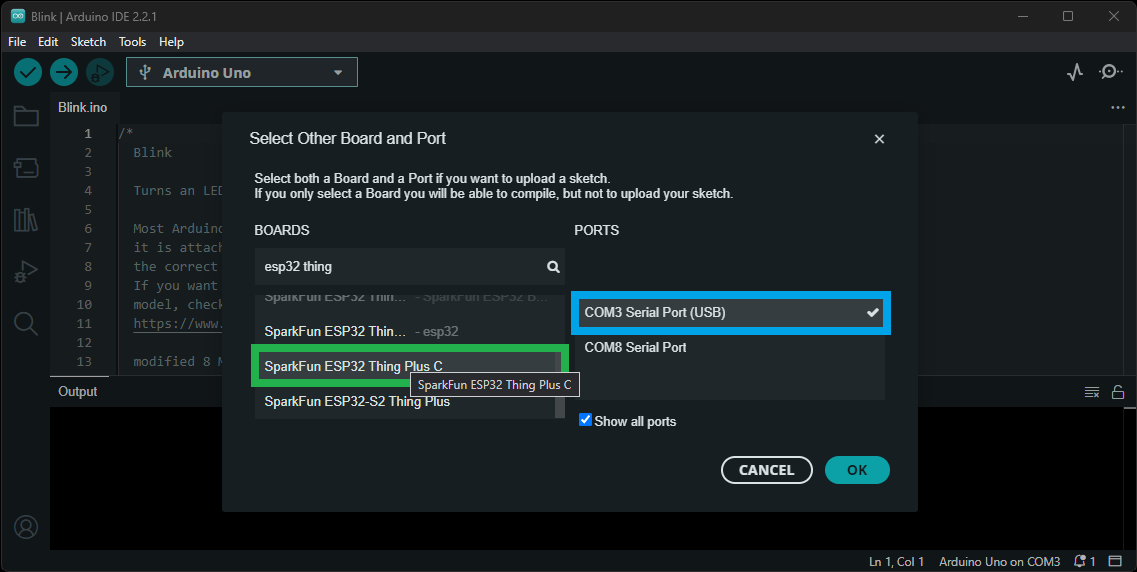 Blink | Arduino IDE 2.2.1
File Edit Sketch Tools Help
Arduino Uno
Blink.ino
...
1 /*
2 Blink
3
4 Turns an LED
5
6 Most Arduino
7 it is attach
8 the correct
9 If you want
10 model, check
11 https://www.
12
13 modified 8 M
Select Other Board and Port
Select both a Board and a Port if you want to upload a sketch.
If you only select a Board you will be able to compile, but not to upload your sketch.
BOARDS
esp32 thing
SparkFun ESP32 Thin... - SparkFun ESP32 B...
SparkFun ESP32 Thin... - esp32
SparkFun ESP32 Thing Plus C
SparkFun ESP32 Thing Plus C
SparkFun ESP32-S2 Thing Plus
PORTS
COM3 Serial Port (USB)
COM8 Serial Port
Show all ports
CANCEL OK
Output
Ln 1, Col 1 Arduino Uno on COM3 1